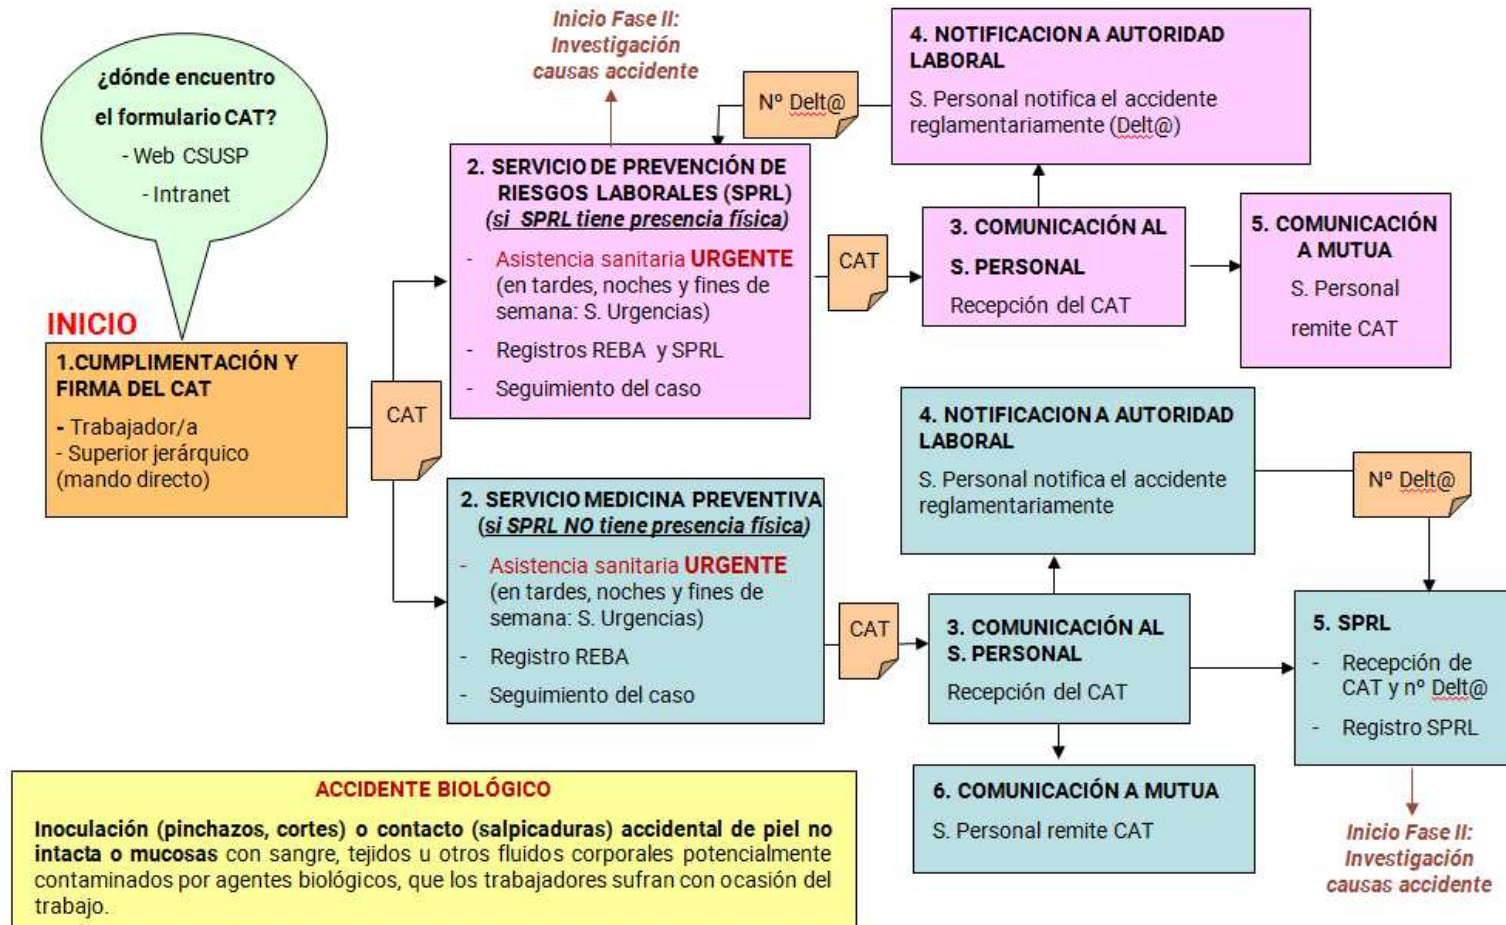 ¿dónde encuentro
el formulario CAT?
- Web CSUSP
- Intranet
INICIO
1.CUMPLIMENTACIÓN Y
FIRMA DEL CAT
- Trabajador/a
- Superior jerárquico
(mando directo)
CAT
Inicio Fase II:
Investigación
causas accidente
2. SERVICIO DE PREVENCIÓN DE
RIESGOS LABORALES (SPRL)
(si SPRL tiene presencia física)
- Asistencia sanitaria URGENTE
(en tardes, noches y fines de
semana: S. Urgencias)
- Registros REBA y SPRL
- Seguimiento del caso
CAT
3. COMUNICACIÓN AL
S. PERSONAL
Recepción del CAT
4. NOTIFICACION A AUTORIDAD
LABORAL
S. Personal notifica el accidente
reglamentariamente (Delt@)
Nº Delt@
5. COMUNICACIÓN
A MUTUA
S. Personal
remite CAT
2. SERVICIO MEDICINA PREVENTIVA
(si SPRL NO tiene presencia física)
- Asistencia sanitaria URGENTE
(en tardes, noches y fines de
semana: S. Urgencias)
- Registro REBA
- Seguimiento del caso
CAT
3. COMUNICACIÓN AL
S. PERSONAL
Recepción del CAT
4. NOTIFICACION A AUTORIDAD
LABORAL
S. Personal notifica el accidente
reglamentariamente
Nº Delt@
5. SPRL
- Recepción de
CAT y nº Delt@
- Registro SPRL
6. COMUNICACIÓN A MUTUA
S. Personal remite CAT
Inicio Fase II:
Investigación
causas accidente
ACCIDENTE BIOLÓGICO
Inoculación (pinchazos, cortes) o contacto (salpicaduras) accidental de piel no
intacta o mucosas con sangre, tejidos u otros fluidos corporales potencialmente
contaminados por agentes biológicos, que los trabajadores sufran con ocasión del
trabajo.